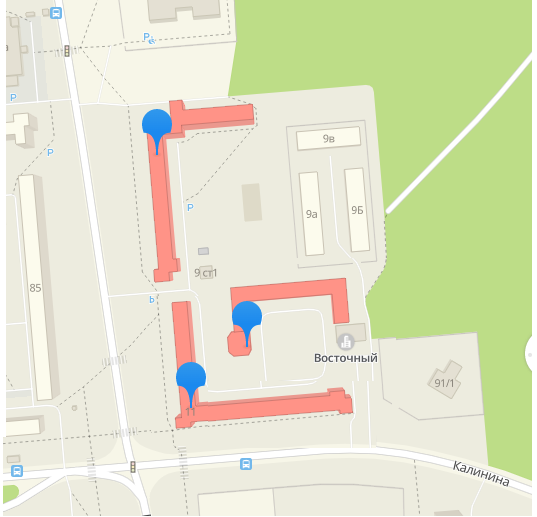 Р
Р
Р
9в
9а
9Б
Р
9 ст1
85
Восточный
91/1
11
Калинина